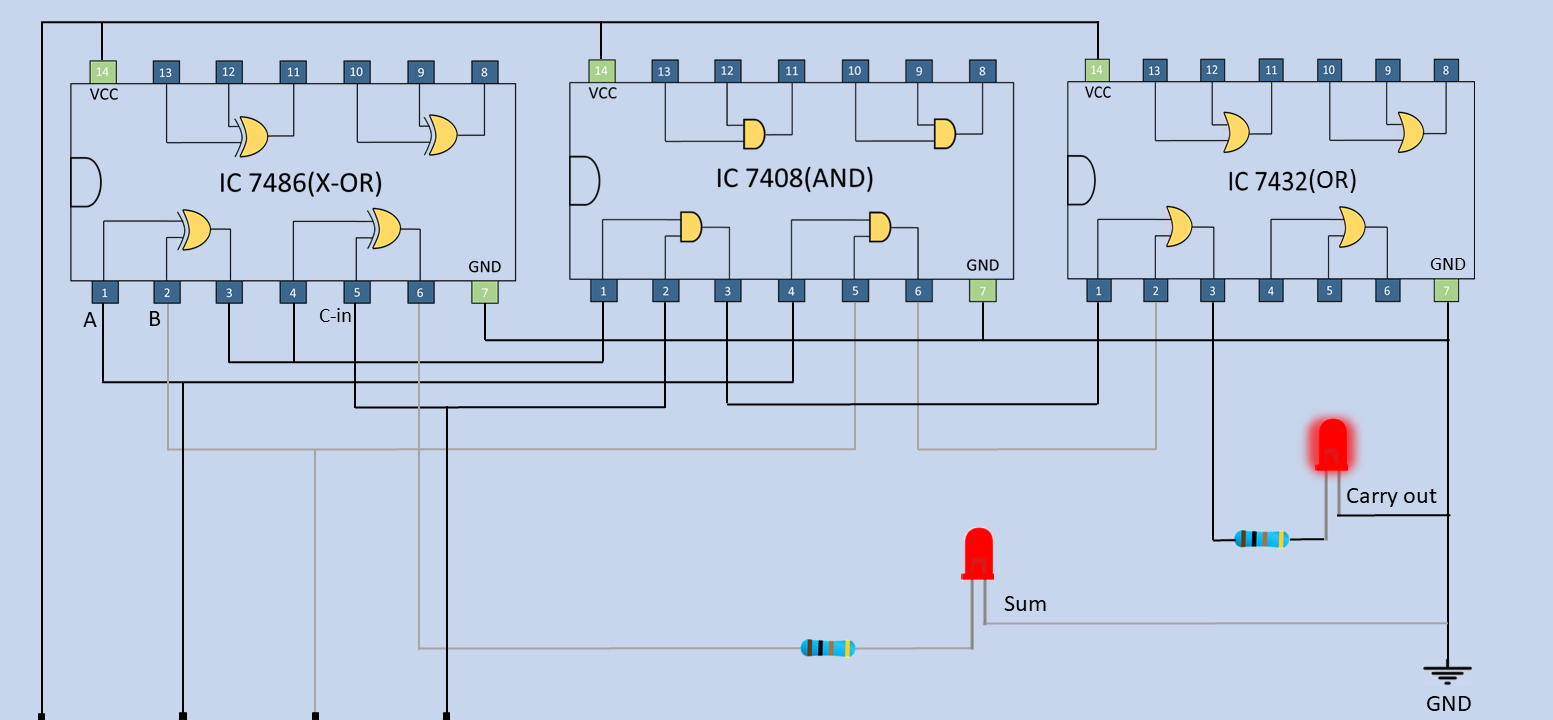 14 13 12 11 10 9 8
VCC
IC 7486(X-OR)
GND
1 2 3 4 5 6 7
A B C-in
14 13 12 11 10 9 8
VCC
IC 7408(AND)
GND
1 2 3 4 5 6 7
14 13 12 11 10 9 8
VCC
IC 7432(OR)
GND
1 2 3 4 5 6 7
Carry out
Sum
GND